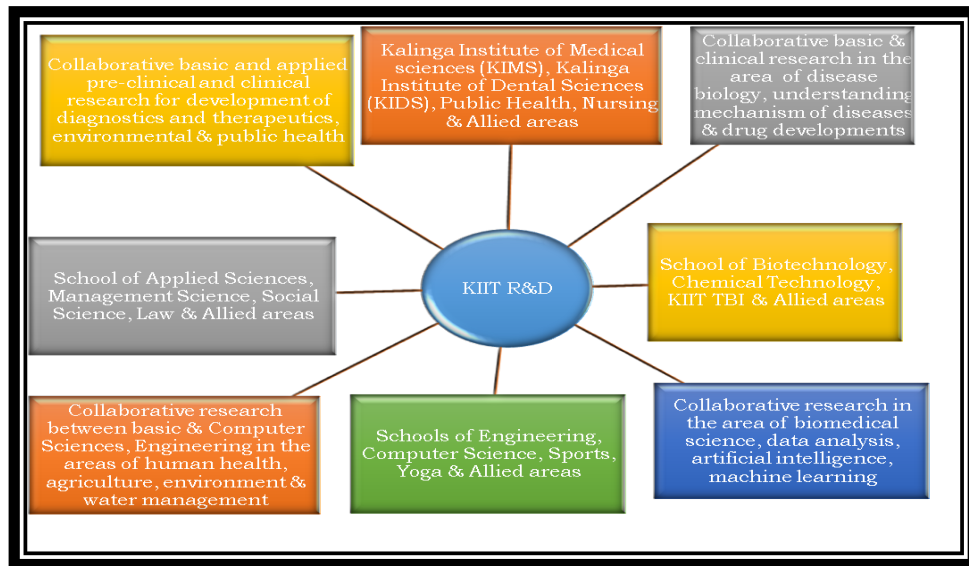 Collaborative basic and applied
pre-clinical and clinical
research for development of
diagnostics and therapeutics,
environmental & public health
Kalinga Institute of Medical
sciences (KIMS), Kalinga
Institute of Dental Sciences
(KIDS), Public Health, Nursing
& Allied areas
Collaborative basic &
clinical research in the
area of disease
biology, understanding
mechanism of diseases
& drug developments
School of Applied Sciences,
Management Science, Social
Science, Law & Allied areas
KIIT R&D
School of Biotechnology,
Chemical Technology,
KIIT TBI & Allied areas
Collaborative research
between basic & Computer
Sciences, Engineering in the
areas of human health,
agriculture, environment &
water management
Schools of Engineering,
Computer Science, Sports,
Yoga & Allied areas
Collaborative research in
the area of biomedical
science, data analysis,
artificial intelligence,
machine learning